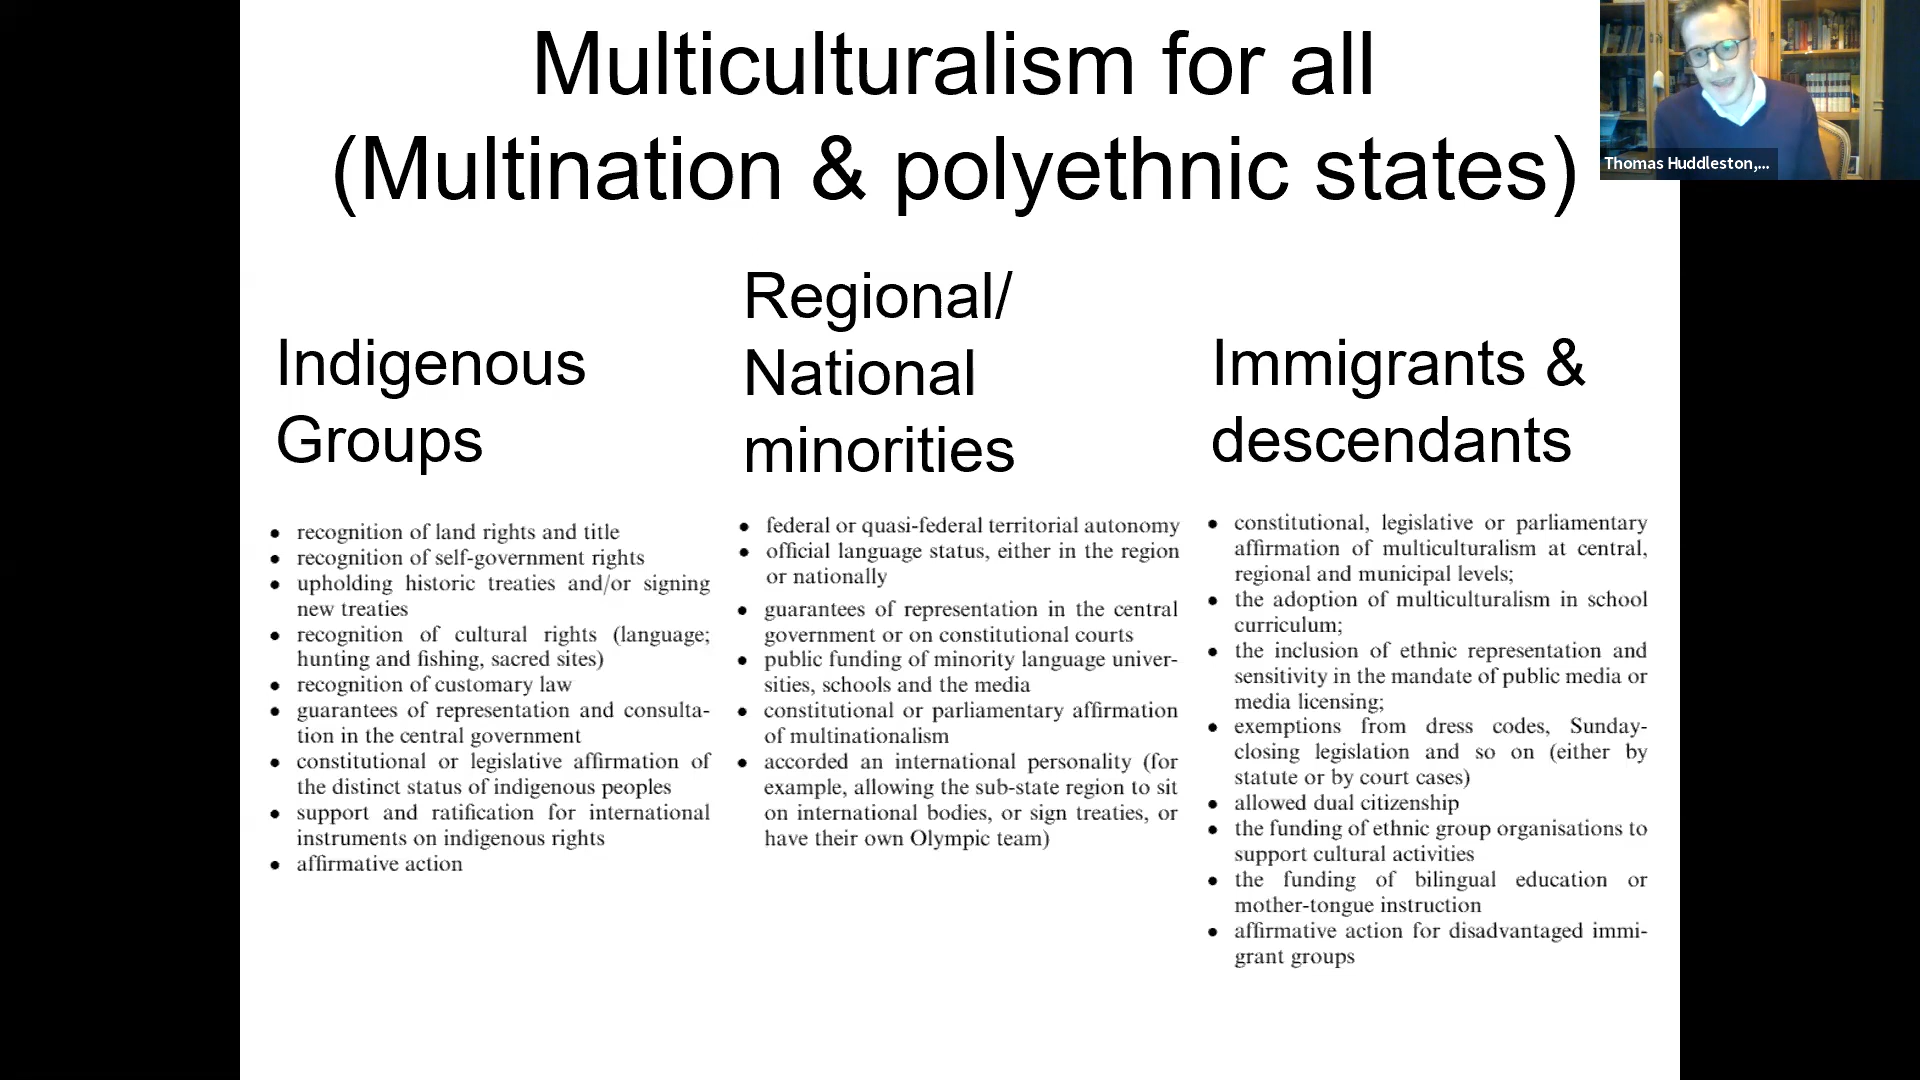 Multiculturalism for all
(Multination & polyethnic states)
Thomas Huddleston,...
Indigenous
Groups
• recognition of land rights and title
• recognition of self-government rights
• upholding historic treaties and/or signing
new treaties
• recognition of cultural rights (language;
hunting and fishing, sacred sites)
• recognition of customary law
• guarantees of representation and consulta-
tion in the central government
• constitutional or legislative affirmation of
the distinct status of indigenous peoples
• support and ratification for international
instruments on indigenous rights
• affirmative action
Regional/
National
minorities
• federal or quasi-federal territorial autonomy
• official language status, either in the region
or nationally
• guarantees of representation in the central
government or on constitutional courts
• public funding of minority language univer-
sities, schools and the media
• constitutional or parliamentary affirmation
of multinationalism
• accorded an international personality (for
example, allowing the sub-state region to sit
on international bodies, or sign treaties, or
have their own Olympic team)
Immigrants &
descendants
• constitutional, legislative or parliamentary
affirmation of multiculturalism at central,
regional and municipal levels;
• the adoption of multiculturalism in school
curriculum;
• the inclusion of ethnic representation and
sensitivity in the mandate of public media or
media licensing;
• exemptions from dress codes, Sunday-
closing legislation and so on (either by
statute or by court cases)
• allowed dual citizenship
• the funding of ethnic group organisations to
support cultural activities
• the funding of bilingual education or
mother-tongue instruction
• affirmative action for disadvantaged immi-
grant groups